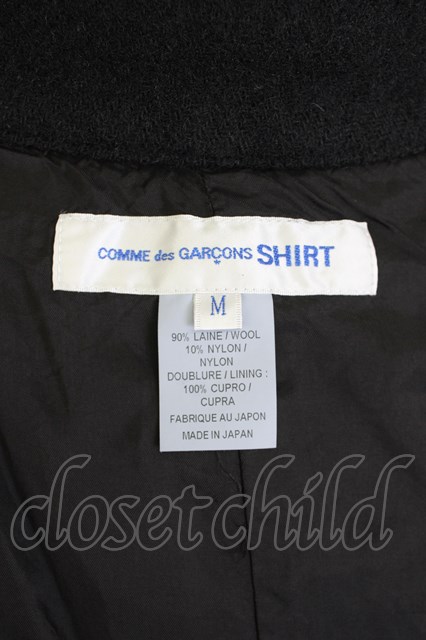 COMME des GARÇONS SHIRT
M
90% LAINE / WOOL
10% NYLON /
NYLON
DOUBLURE / LINING :
100% CUPRO /
CUPRA
FABRIQUE AU JAPON
MADE IN JAPAN
closetchild